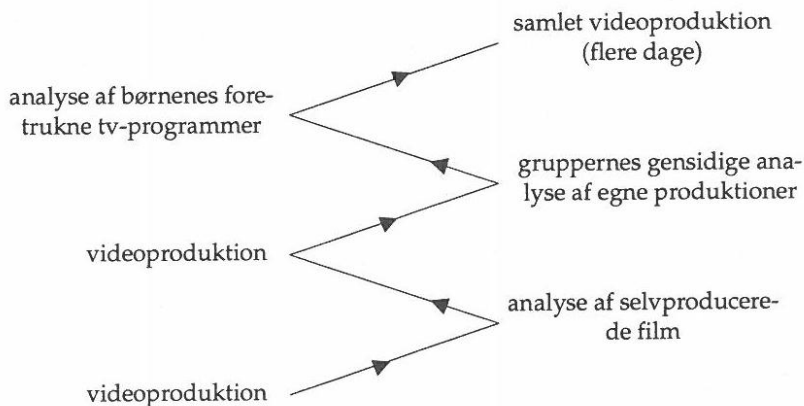 samlet videoproduktion
(flere dage)
analyse af børnenes fore-
trukne tv-programmer
gruppernes gensidige ana-
lyse af egne produktioner
videoproduktion
analyse af selvproducere-
de film
videoproduktion